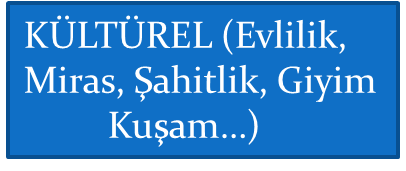 KÜLTÜREL (Evlilik,
Miras, Şahitlik, Giyim
Kuşam...)